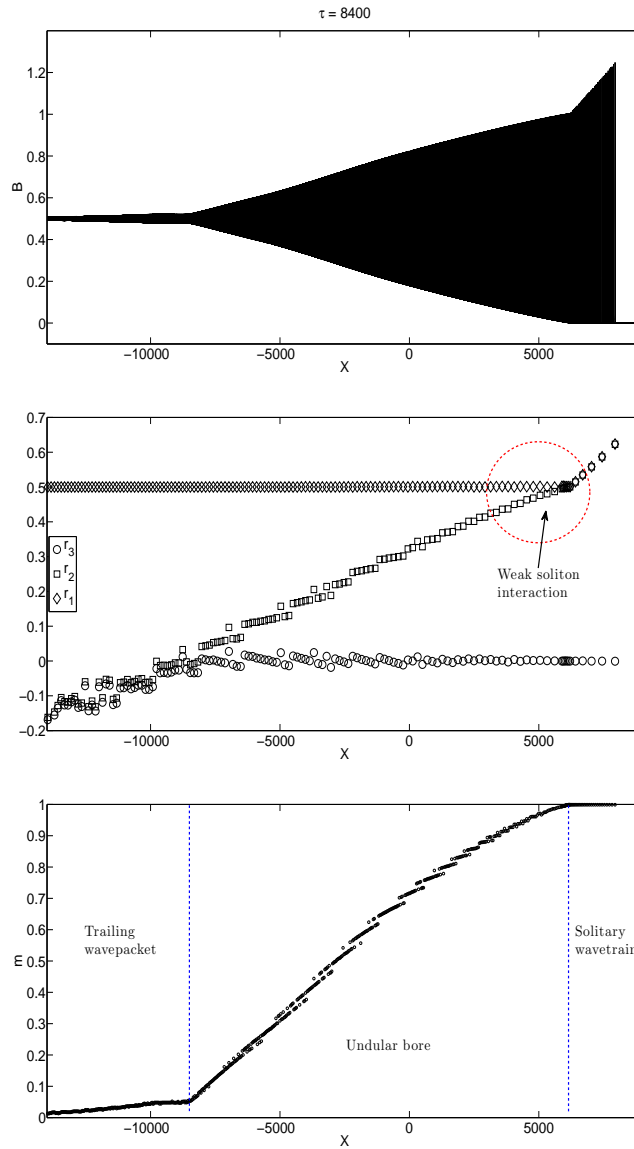 τ = 8400
1.2
1
0.8
0.6
0.4
0.2
0
B
−10000 −5000 0 5000
X
0.7
0.6
0.5
0.4
0.3
0.2
0.1
0
−0.1
−0.2
r3
r2
r1
Weak soliton
interaction
−10000 −5000 0 5000
X
1
0.9
0.8
0.7
0.6
0.5
0.4
0.3
0.2
0.1
0
m
Trailing
wavepacket
Solitary
wavetrain
Undular bore
−10000 −5000 0 5000
X